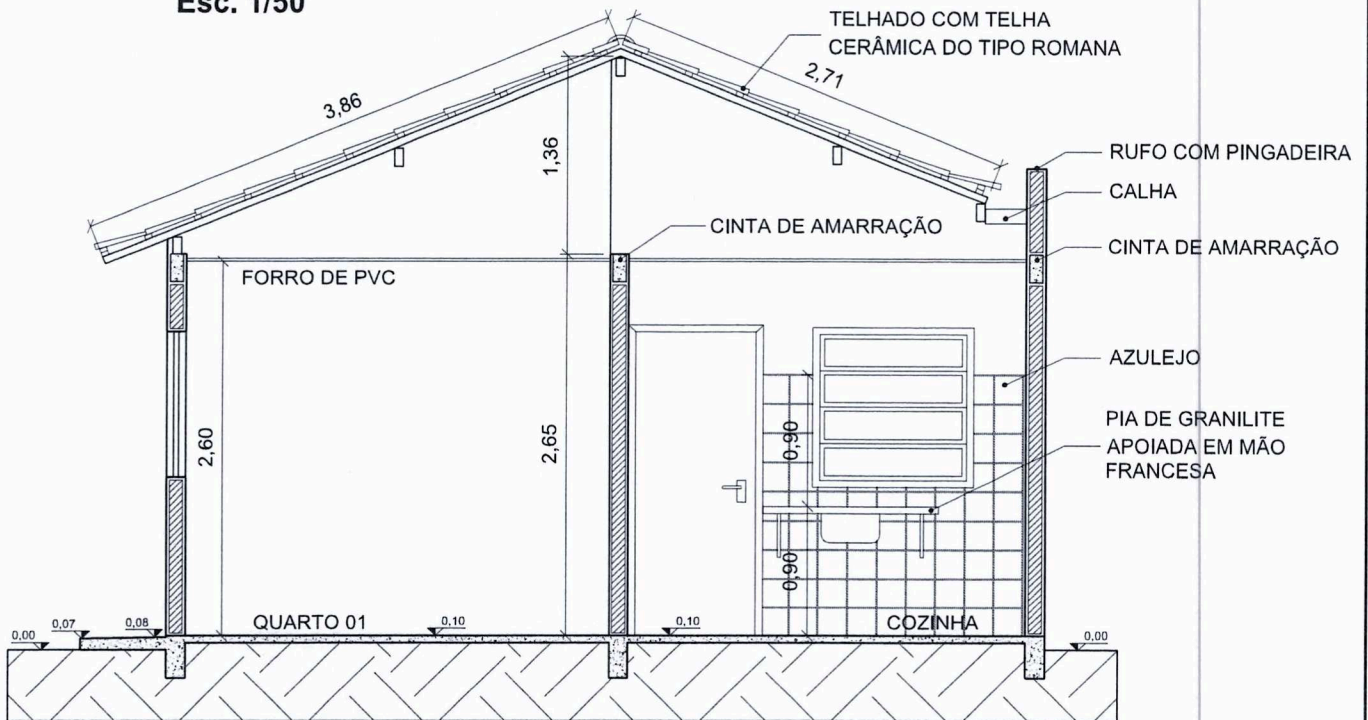 Esc. 1/50
TELHADO COM TELHA
CERÂMICA DO TIPO ROMANA
3,86
2,71
1,36
RUFO COM PINGADEIRA
CALHA
CINTA DE AMARRAÇÃO
CINTA DE AMARRAÇÃO
FORRO DE PVC
AZULEJO
PIA DE GRANILITE
APOIADA EM MÃO
FRANCESA
2,60
2,65
0,90
0,90
QUARTO 01
0,10
0,10
COZINHA
0,00
0,07
0,08
0,00